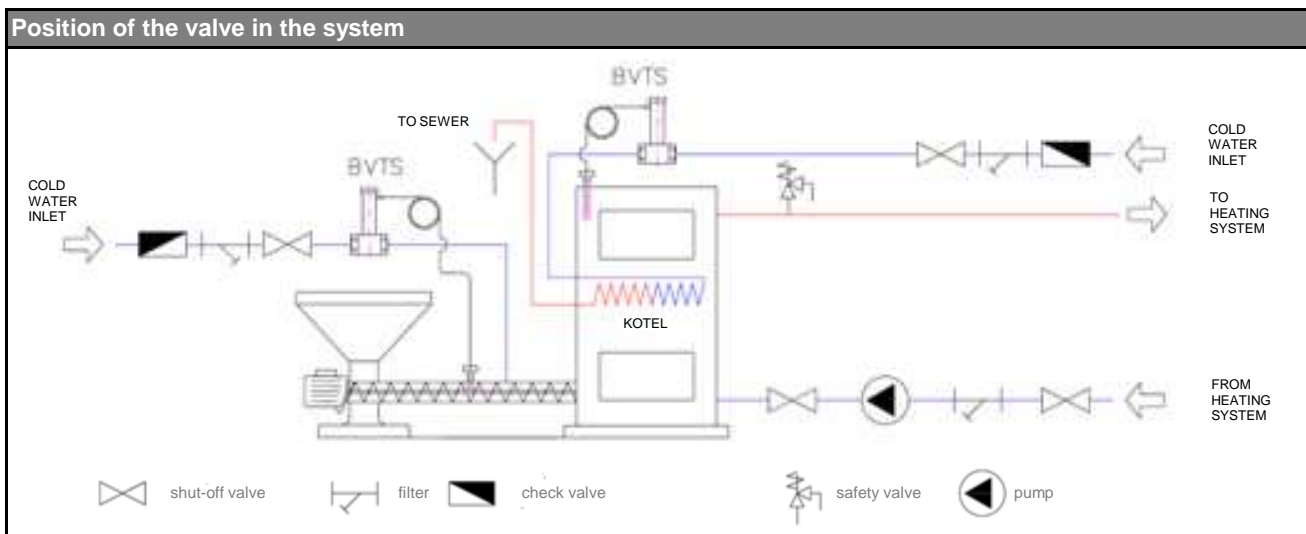 Position of the valve in the system
BVTS
TO SEWER
COLD
WATER
INLET
BVTS
COLD
WATER
INLET
TO
HEATING
SYSTEM
KOTEL
FROM
HEATING
SYSTEM
shut-off valve
filter
check valve
safety valve
pump